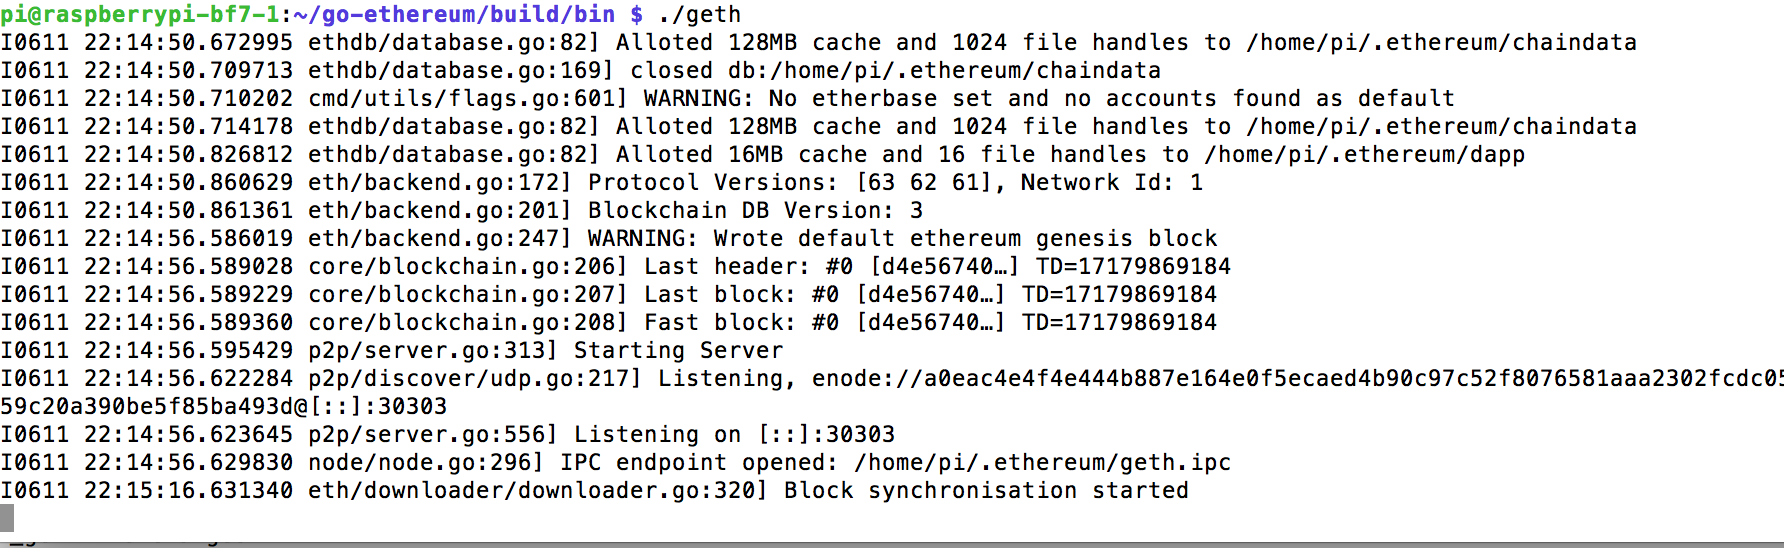 pi@raspberrypi-bf7-1:~/go-ethereum/build/bin $ ./geth
I0611 22:14:50.672995 ethdb/database.go:82] Alloted 128MB cache and 1024 file handles to /home/pi/.ethereum/chaindata
I0611 22:14:50.709713 ethdb/database.go:169] closed db:/home/pi/.ethereum/chaindata
I0611 22:14:50.710202 cmd/utils/flags.go:601] WARNING: No etherbase set and no accounts found as default
I0611 22:14:50.714178 ethdb/database.go:82] Alloted 128MB cache and 1024 file handles to /home/pi/.ethereum/chaindata
I0611 22:14:50.826812 ethdb/database.go:82] Alloted 16MB cache and 16 file handles to /home/pi/.ethereum/dapp
I0611 22:14:50.860629 eth/backend.go:172] Protocol Versions: [63 62 61], Network Id: 1
I0611 22:14:50.861361 eth/backend.go:201] Blockchain DB Version: 3
I0611 22:14:56.586019 eth/backend.go:247] WARNING: Wrote default ethereum genesis block
I0611 22:14:56.589028 core/blockchain.go:206] Last header: #0 [d4e56740…] TD=17179869184
I0611 22:14:56.589229 core/blockchain.go:207] Last block: #0 [d4e56740…] TD=17179869184
I0611 22:14:56.589360 core/blockchain.go:208] Fast block: #0 [d4e56740…] TD=17179869184
I0611 22:14:56.595429 p2p/server.go:313] Starting Server
I0611 22:14:56.622284 p2p/discover/udp.go:217] Listening, enode://a0eac4e4f4e444b887e164e0f5ecaed4b90c97c52f8076581aaa2302fcdc05
59c20a390be5f85ba493d@[::]:30303
I0611 22:14:56.623645 p2p/server.go:556] Listening on [::]:30303
I0611 22:14:56.629830 node/node.go:296] IPC endpoint opened: /home/pi/.ethereum/geth.ipc
I0611 22:15:16.631340 eth/downloader/downloader.go:320] Block synchronisation started